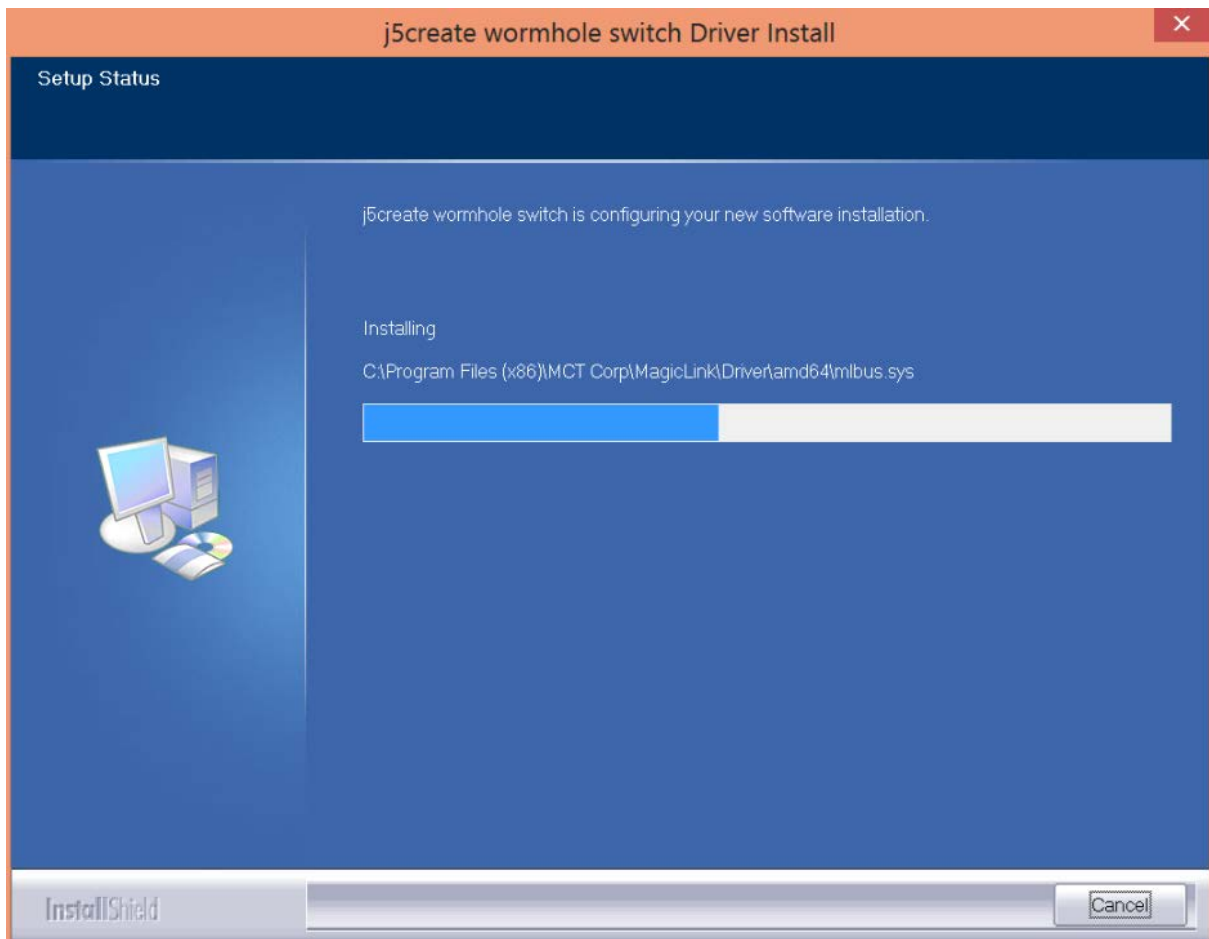 j5create wormhole switch Driver Install
Setup Status
j5create wormhole switch is configuring your new software installation.
Installing
C:\Program Files (x86)\MCT Corp\MagicLink\Driver\amd64\mlbus.sys
InstallShield
Cancel